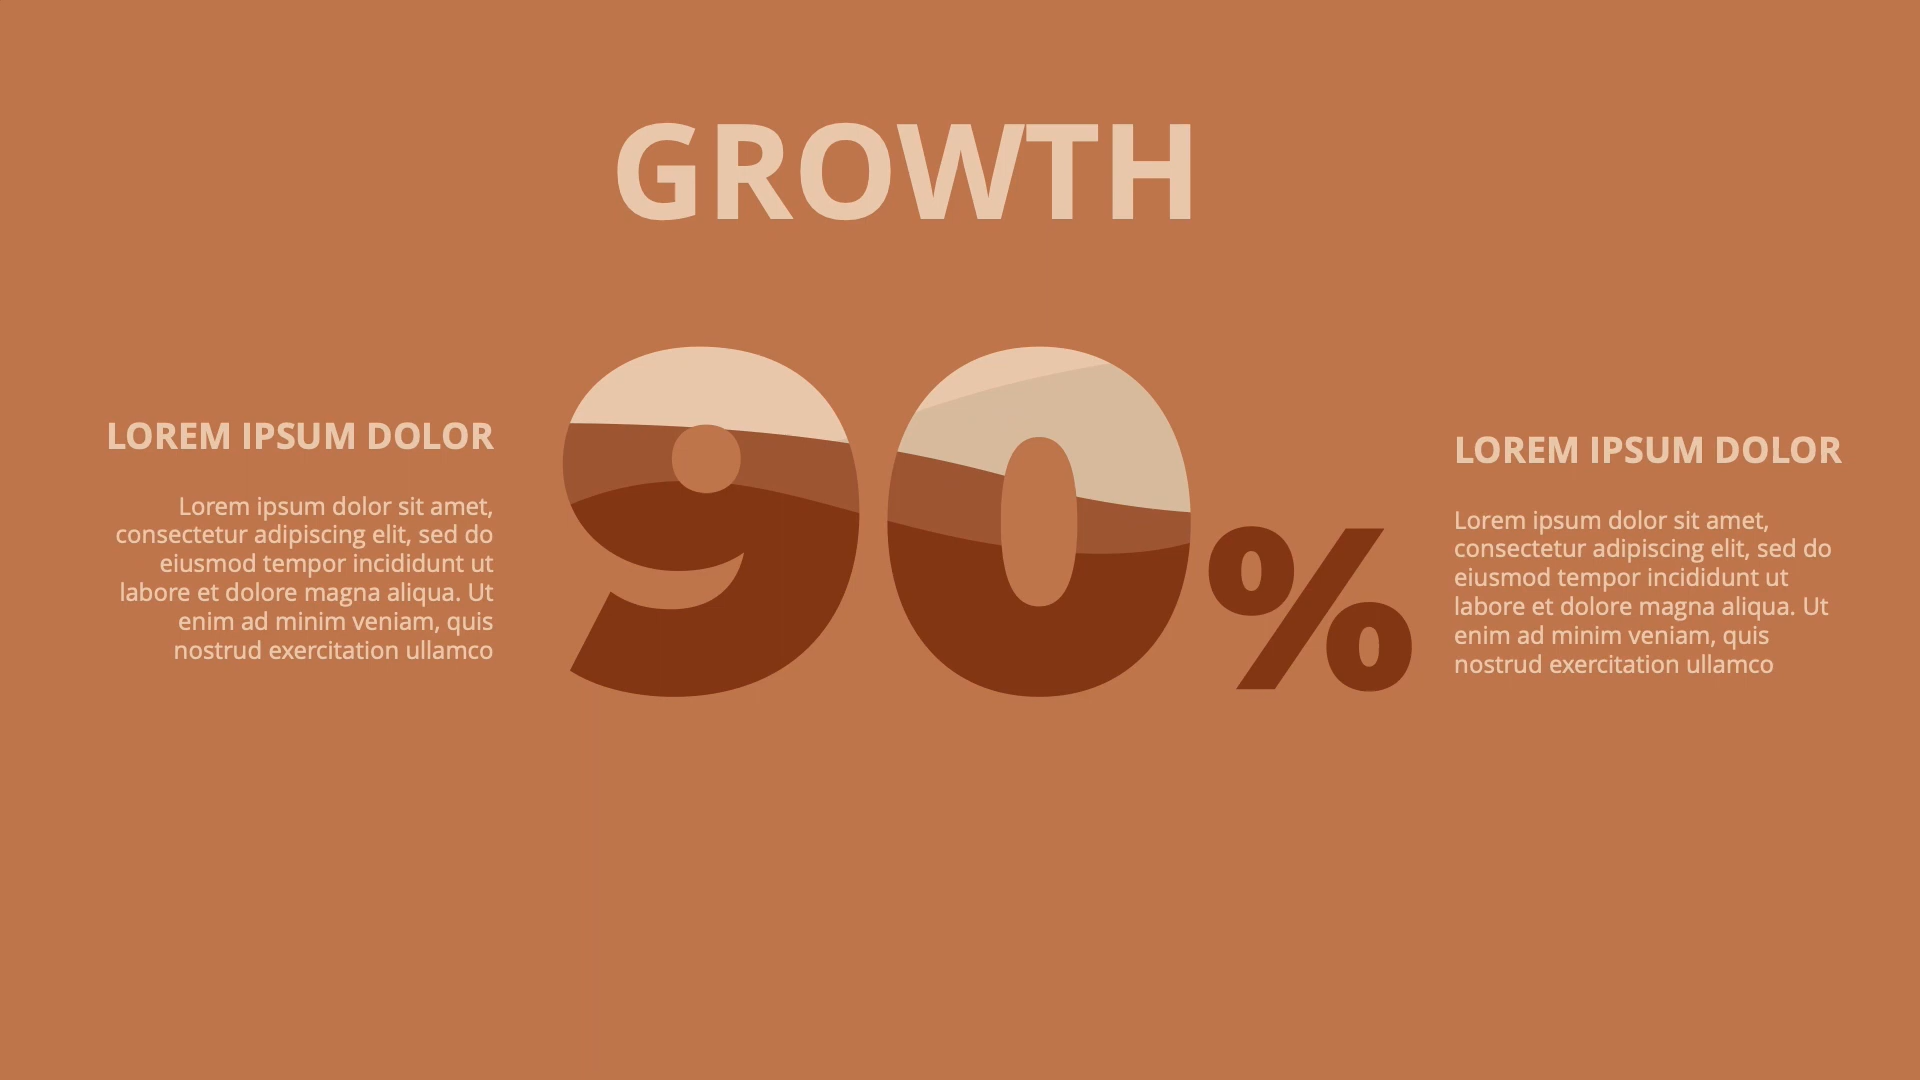 GROWTH
LOREM IPSUM DOLOR
Lorem ipsum dolor sit amet,
consectetur adipiscing elit, sed do
eiusmod tempor incididunt ut
labore et dolore magna aliqua. Ut
enim ad minim veniam, quis
nostrud exercitation ullamco
90%
LOREM IPSUM DOLOR
Lorem ipsum dolor sit amet,
consectetur adipiscing elit, sed do
eiusmod tempor incididunt ut
labore et dolore magna aliqua. Ut
enim ad minim veniam, quis
nostrud exercitation ullamco